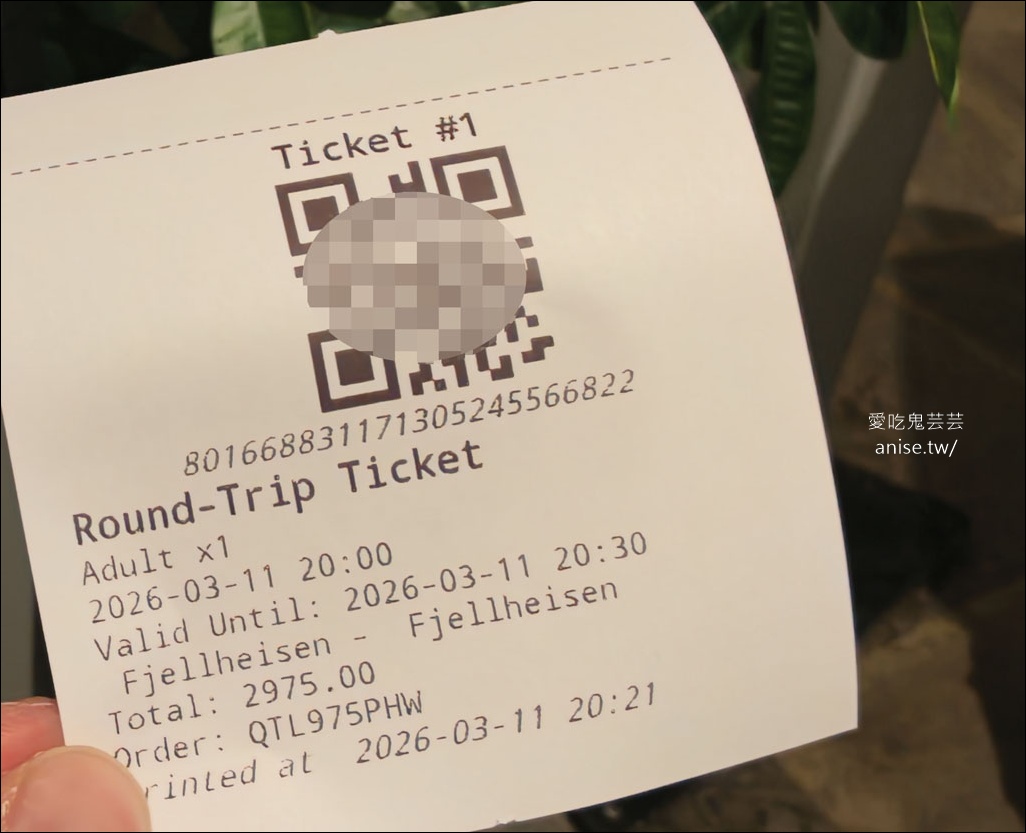 Ticket #1
801668831171305245566822
Round-Trip Ticket
Adult x1
2026-03-11 20:00
Valid Until: 2026-03-11 20:30
Fjellheisen - Fjellheisen
Total: 2975.00
Order: QTL975PHW
Printed at 2026-03-11 20:21
愛吃鬼芸芸
anise.tw/